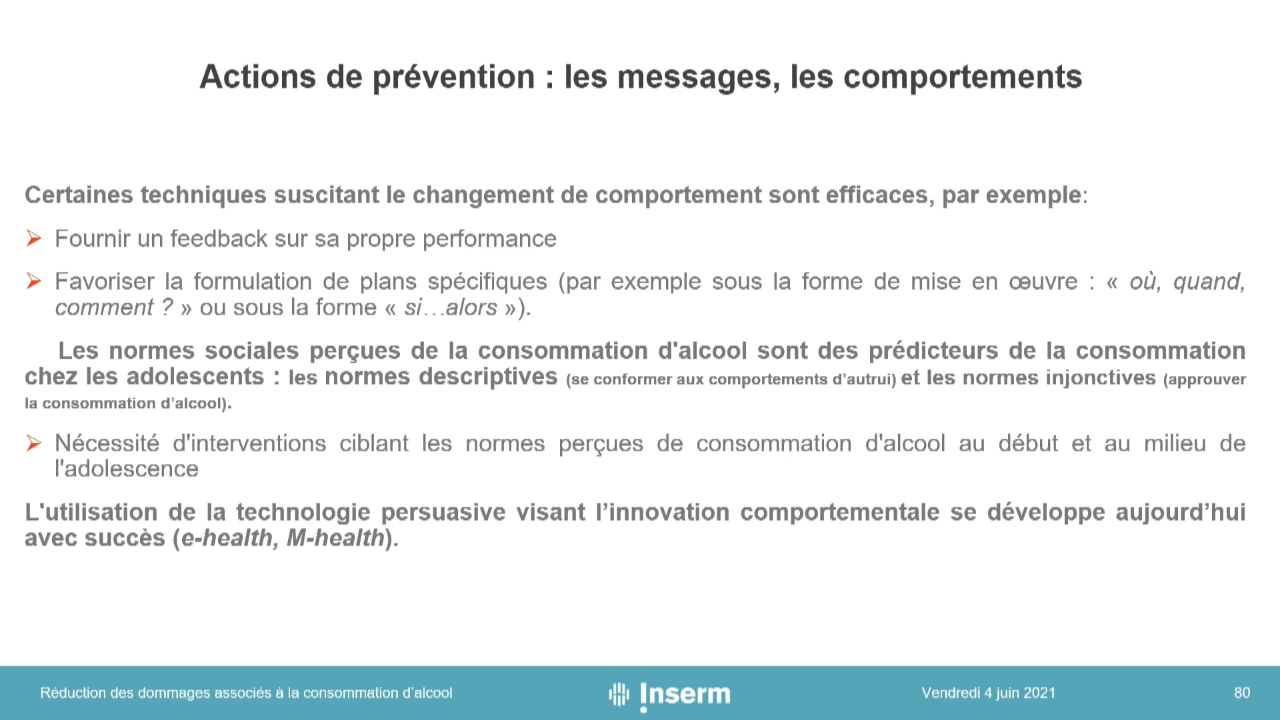 Actions de prévention : les messages, les comportements
Certaines techniques suscitant le changement de comportement sont efficaces, par exemple:
Fournir un feedback sur sa propre performance
Favoriser la formulation de plans spécifiques (par exemple sous la forme de mise en œuvre : « où, quand,
comment ? » ou sous la forme « si…alors »).
Les normes sociales perçues de la consommation d'alcool sont des prédicteurs de la consommation
chez les adolescents : les normes descriptives (se conformer aux comportements d’autrui) et les normes injonctives (approuver
la consommation d’alcool).
Nécessité d'interventions ciblant les normes perçues de consommation d'alcool au début et au milieu de
l'adolescence
L'utilisation de la technologie persuasive visant l’innovation comportementale se développe aujourd’hui
avec succès (e-health, M-health).
Réduction des dommages associés à la consommation d’alcool
Inserm
Vendredi 4 juin 2021
80